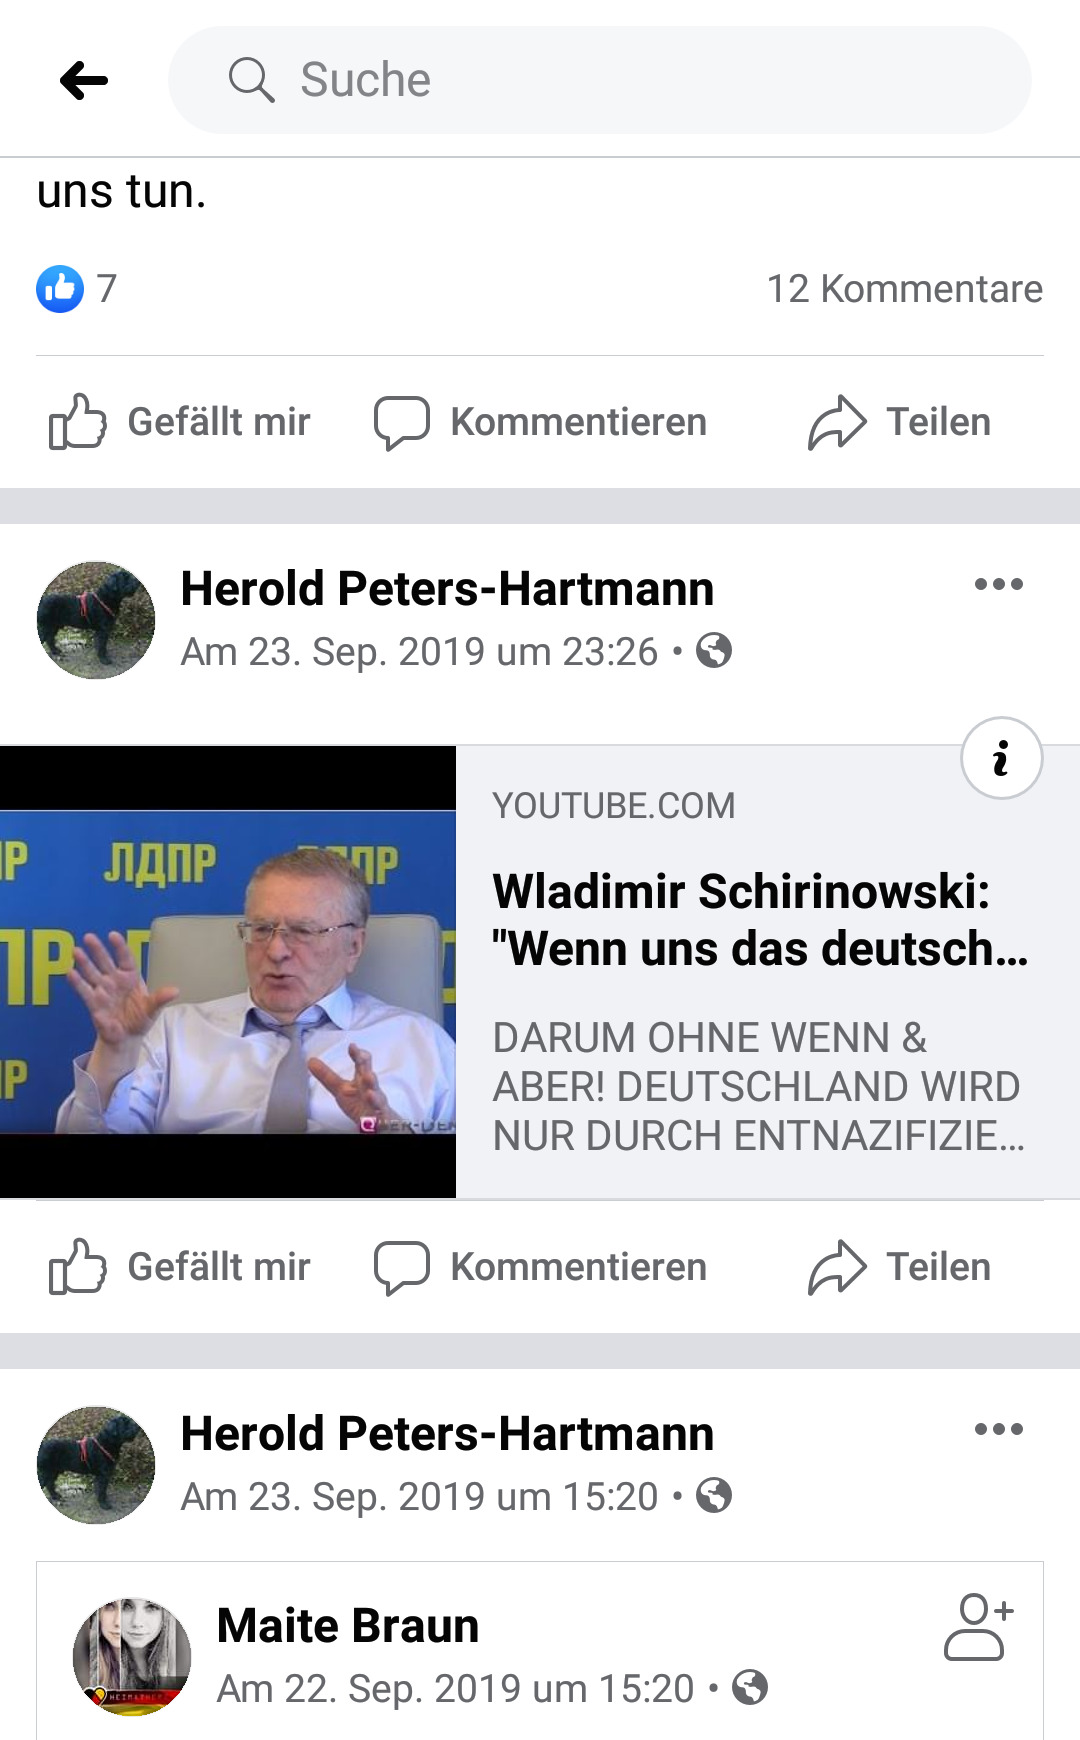 Suche
uns tun.
7
12 Kommentare
Gefällt mir
Kommentieren
Teilen
Herold Peters-Hartmann
Am 23. Sep. 2019 um 23:26 •
ЛДПР
YOUTUBE.COM
Wladimir Schirinowski:
"Wenn uns das deutsch...
DARUM OHNE WENN &
ABER! DEUTSCHLAND WIRD
NUR DURCH ENTNAZIFIZIE...
Gefällt mir
Kommentieren
Teilen
Herold Peters-Hartmann
Am 23. Sep. 2019 um 15:20 •
Maite Braun
Am 22. Sep. 2019 um 15:20 •